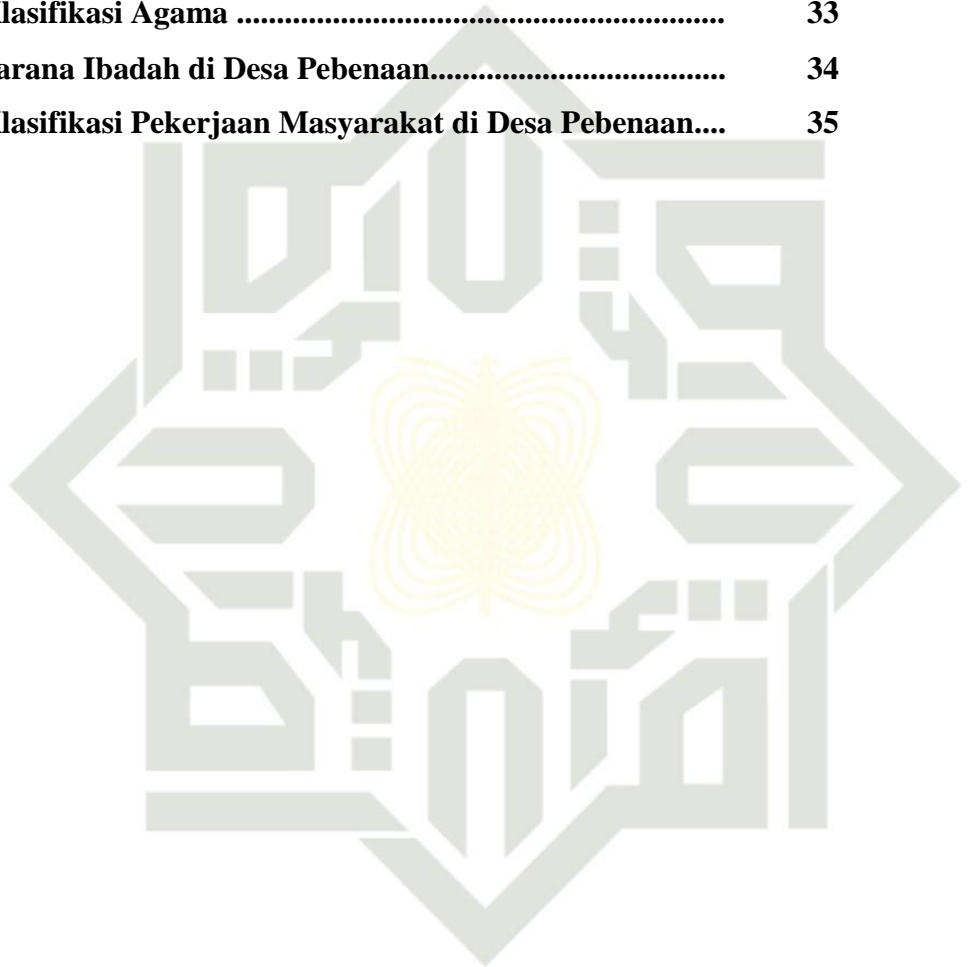 lasifikasi Agama ............................................................. 33
arana Ibadah di Desa Pebenaan..................................... 34
lasifikasi Pekerjaan Masyarakat di Desa Pebenaan.... 35